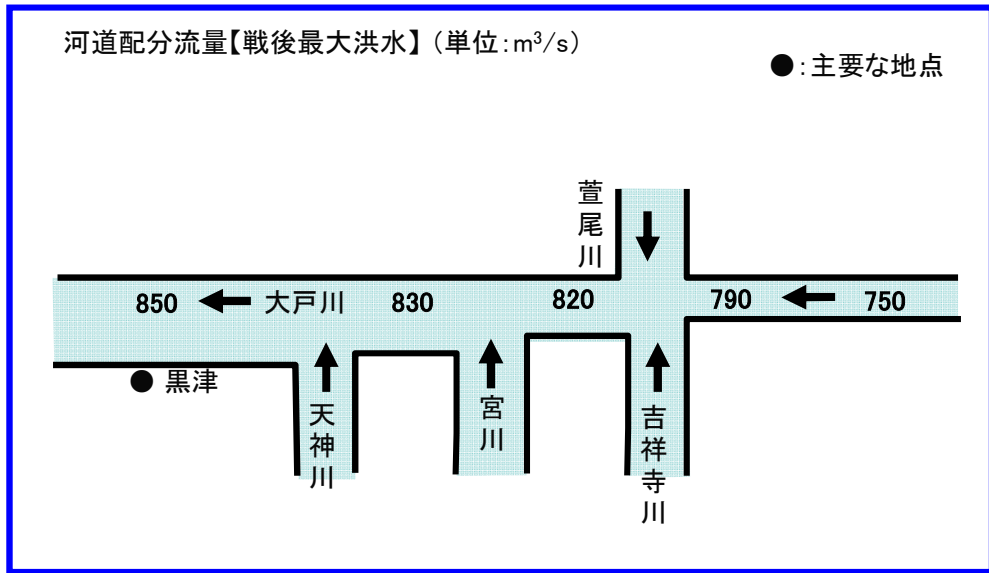 河道配分流量【戦後最大洪水】（単位：m³/s）
●：主要な地点
萱尾川
850
大戸川
830
820
790
750
● 黒津
天神川
宮川
吉祥寺川